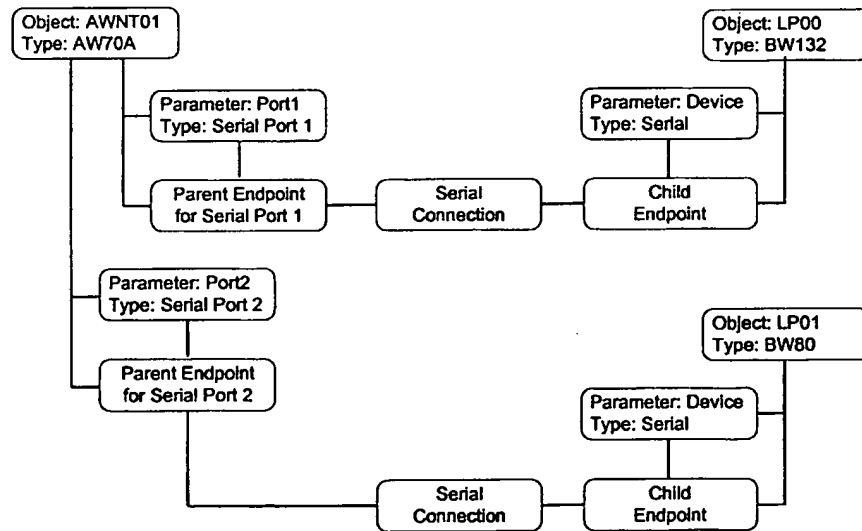 Object: AWNT01
Type: AW70A
Object: LP00
Type: BW132
Parameter: Port1
Type: Serial Port 1
Parameter: Device
Type: Serial
Parent Endpoint
for Serial Port 1
Serial
Connection
Child
Endpoint
Parameter: Port2
Type: Serial Port 2
Object: LP01
Type: BW80
Parent Endpoint
for Serial Port 2
Parameter: Device
Type: Serial
Serial
Connection
Child
Endpoint